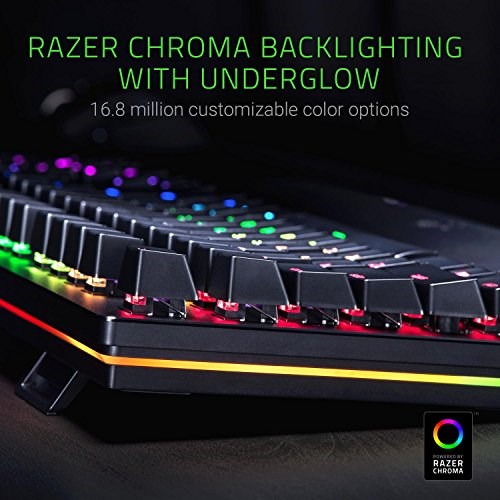 RAZER CHROMA BACKLIGHTING
WITH UNDERGLOW
16.8 million customizable color options
POWERED BY
RAZER
CHROMA